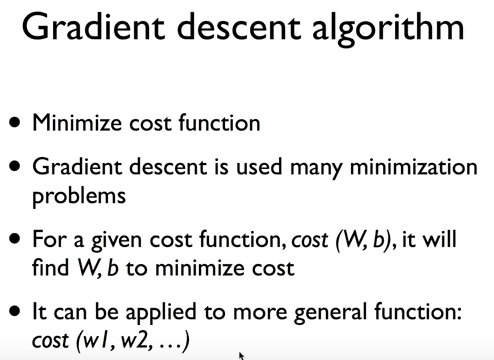 Gradient descent algorithm
• Minimize cost function
• Gradient descent is used many minimization
problems
• For a given cost function, cost (W, b), it will
find W, b to minimize cost
• It can be applied to more general function:
cost (w1, w2, …)